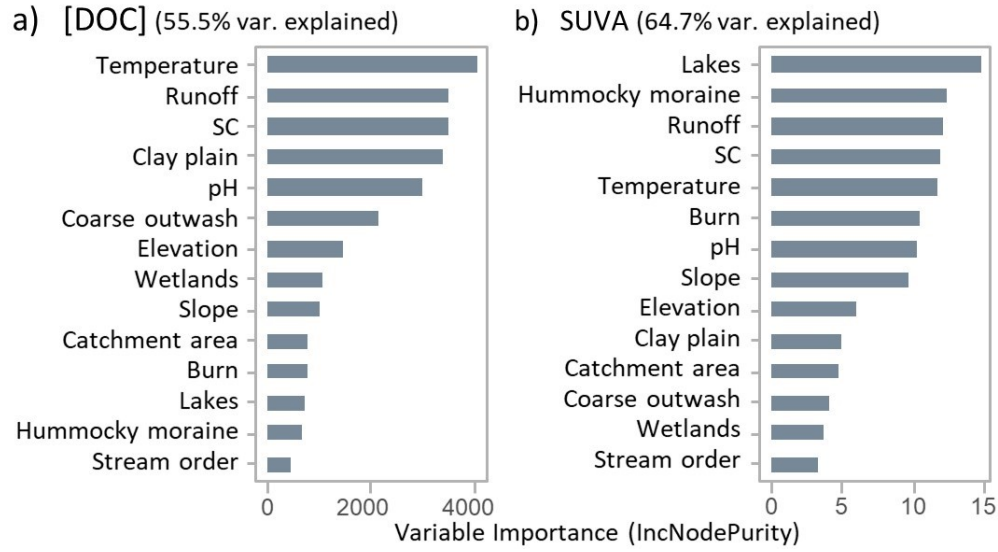 a) [DOC] (55.5% var. explained)
Temperature
Runoff
SC
Clay plain
pH
Coarse outwash
Elevation
Wetlands
Slope
Catchment area
Burn
Lakes
Hummocky moraine
Stream order
0 2000 4000
b) SUVA (64.7% var. explained)
Lakes
Hummocky moraine
Runoff
SC
Temperature
Burn
pH
Slope
Elevation
Clay plain
Catchment area
Coarse outwash
Wetlands
Stream order
0 5 10 15
Variable Importance (IncNodePurity)